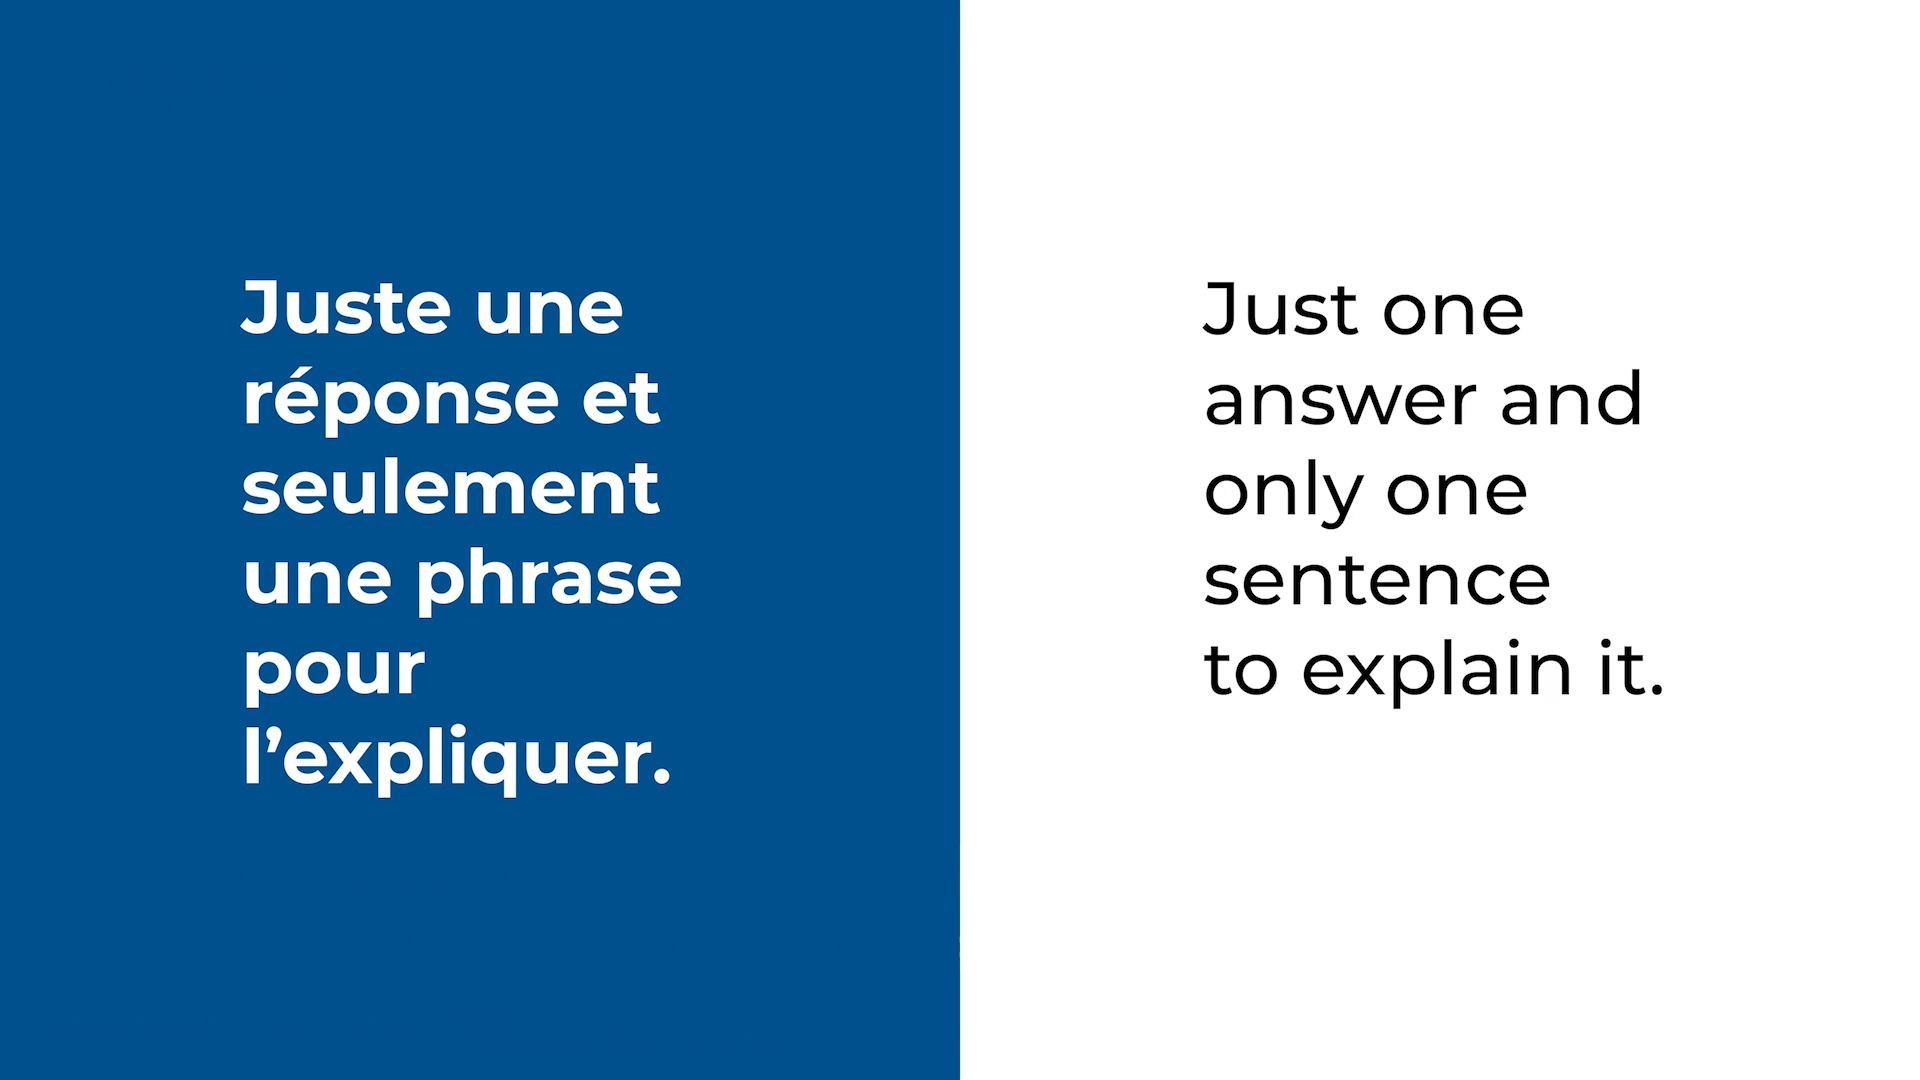 Juste une
réponse et
seulement
une phrase
pour
l’expliquer.
Just one
answer and
only one
sentence
to explain it.